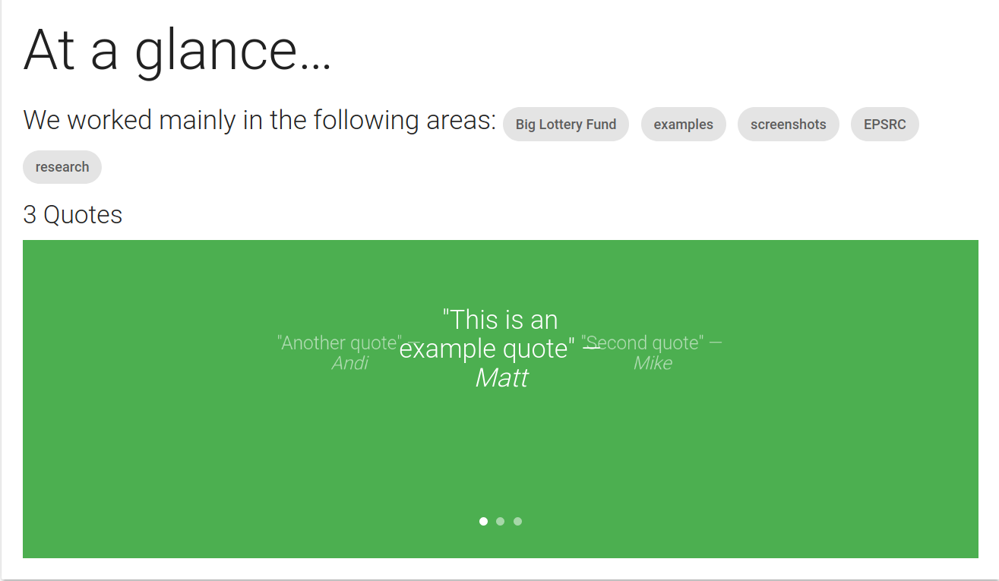 At a glance...
We worked mainly in the following areas: Big Lottery Fund examples screenshots EPSRC
research
3 Quotes
"This is an
example quote" —
Matt
"Another quote" —
Andi
"Second quote" —
Mike